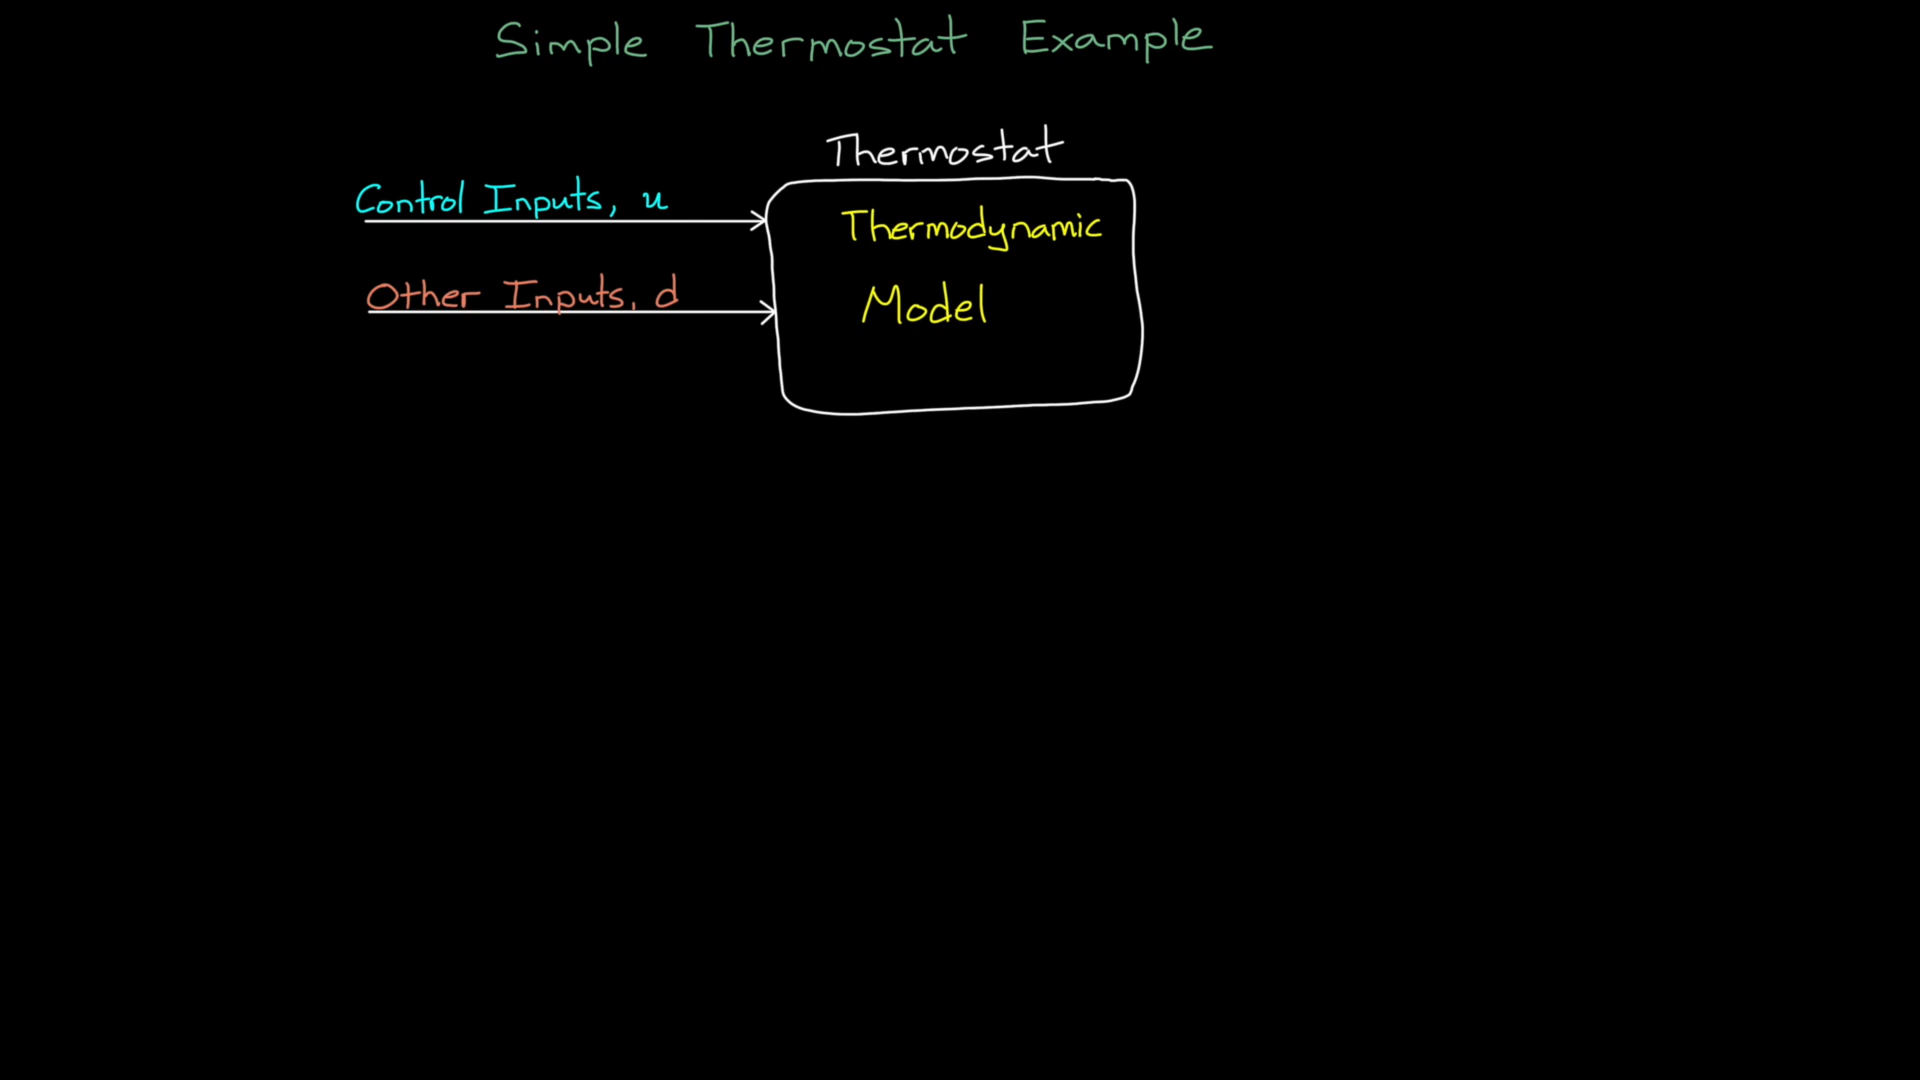 Simple Thermostat Example
Thermostat
Control Inputs, u
Other Inputs, d
Thermodynamic
Model